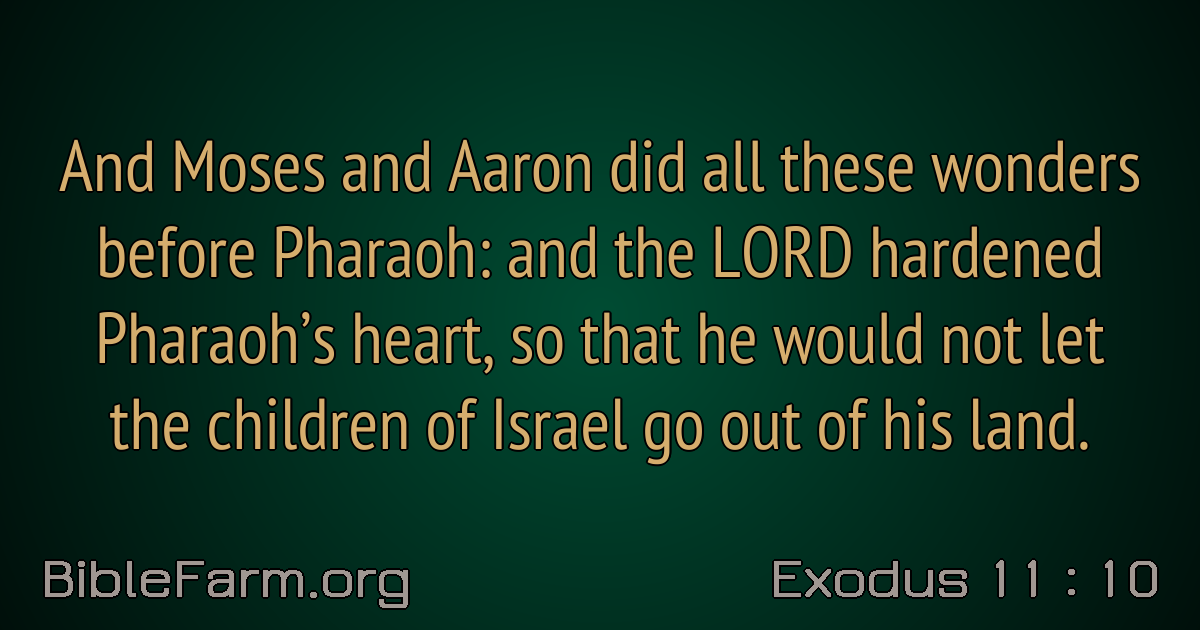 And Moses and Aaron did all these wonders
before Pharaoh: and the LORD hardened
Pharaoh’s heart, so that he would not let
the children of Israel go out of his land.
BibleFarm.org
Exodus 11 : 10